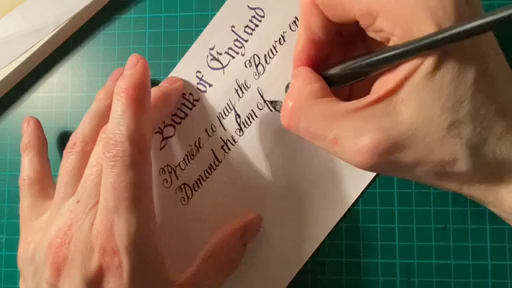 Bank of England
Promise to pay the Bearer on
Demand the Sum of